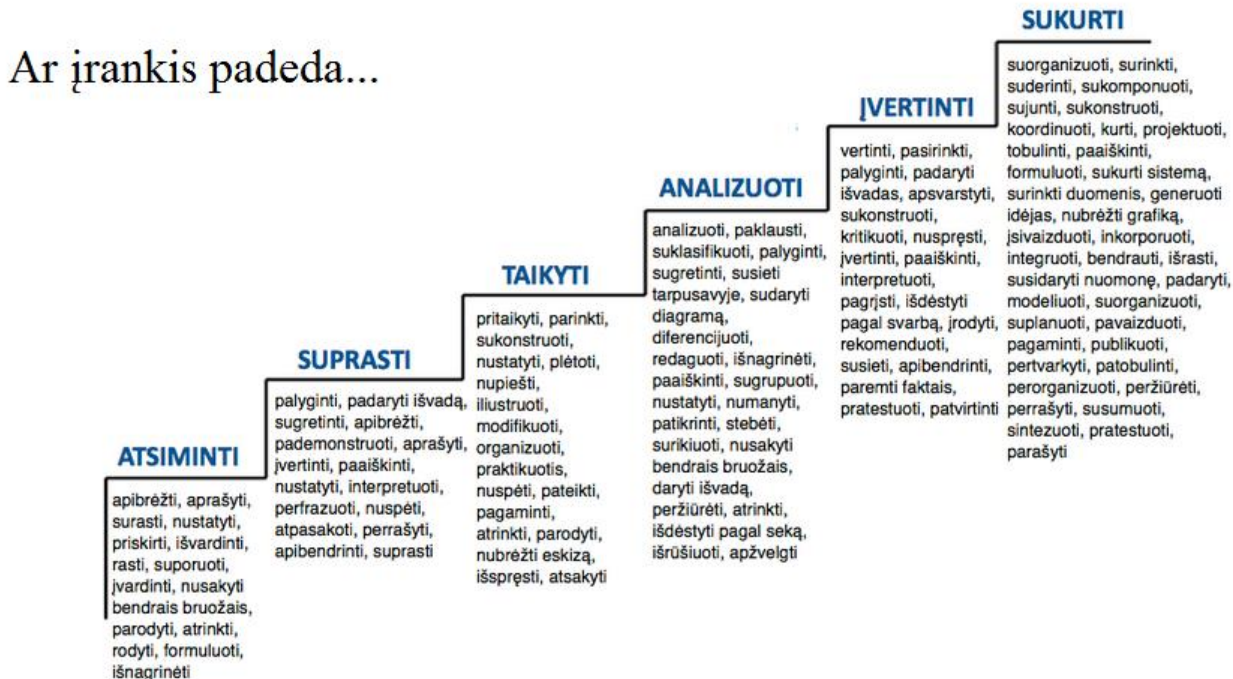 Ar įrankis padeda...
ATSIMINTI
apibrėžti, aprašyti,
surasti, nustatyti,
priskirti, išvardinti,
rasti, suporuoti,
įvardinti, nusakyti
bendrais bruožais,
parodyti, atrinkti,
rodyti, formuluoti,
išnagrinėti
SUPRASTI
palyginti, padaryti išvadą,
sugretinti, apibrėžti,
pademonstruoti, aprašyti,
įvertinti, paaiškinti,
nustatyti, interpretuoti,
perfrazuoti, nuspėti,
atpasakoti, perrašyti,
apibendrinti, suprasti
TAIKYTI
pritaikyti, parinkti,
sukonstruoti,
nustatyti, plėtoti,
nupiešti,
iliustruoti,
modifikuoti,
organizuoti,
praktikuotis,
nuspėti, pateikti,
pagaminti,
atrinkti, parodyti,
nubrėžti eskizą,
išspręsti, atsakyti
ANALIZUOTI
analizuoti, paklausti,
suklasifikuoti, palyginti,
sugretinti, susieti
tarpusavyje, sudaryti
diagramą,
diferencijuoti,
redaguoti, išnagrinėti,
paaiškinti, sugrupuoti,
nustatyti, numanyti,
patikrinti, stebėti,
surikiuoti, nusakyti
bendrais bruožais,
daryti išvadą,
peržiūrėti, atrinkti,
išdėstyti pagal seką,
išrūšiuoti, apžvelgti
ĮVERTINTI
vertinti, pasirinkti,
palyginti, padaryti
išvadas, apsvarstyti,
sukonstruoti,
kritikuoti, nuspręsti,
įvertinti, paaiškinti,
interpretuoti,
pagrįsti, išdėstyti
pagal svarbą, įrodyti,
rekomenduoti,
susieti, apibendrinti,
paremti faktais,
pratestuoti, patvirtinti
SUKURTI
suorganizuoti, surinkti,
suderinti, sukomponuoti,
sujunti, sukonstruoti,
koordinuoti, kurti, projektuoti,
tobulinti, paaiškinti,
formuluoti, sukurti sistemą,
surinkti duomenis, generuoti
idėjas, nubrėžti grafiką,
įsivaizduoti, inkorporuoti,
integruoti, bendrauti, išrasti,
susidaryti nuomonę, padaryti,
modeliuoti, suorganizuoti,
suplanuoti, pavaizduoti,
pagaminti, publikuoti,
pertvarkyti, patobulinti,
perorganizuoti, peržiūrėti,
perrašyti, susumuoti,
sintezuoti, pratestuoti,
parašyti